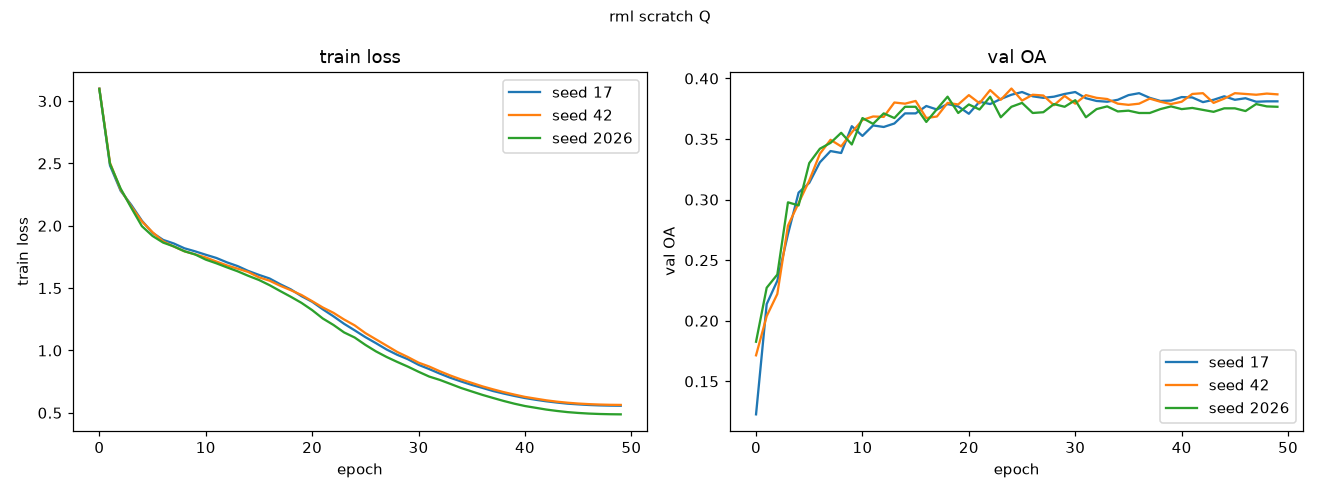 rml scratch Q
train loss
train loss
3.0
2.5
2.0
1.5
1.0
0.5
seed 17
seed 42
seed 2026
0 10 20 30 40 50
epoch
val OA
val OA
0.40
0.35
0.30
0.25
0.20
0.15
seed 17
seed 42
seed 2026
0 10 20 30 40 50
epoch